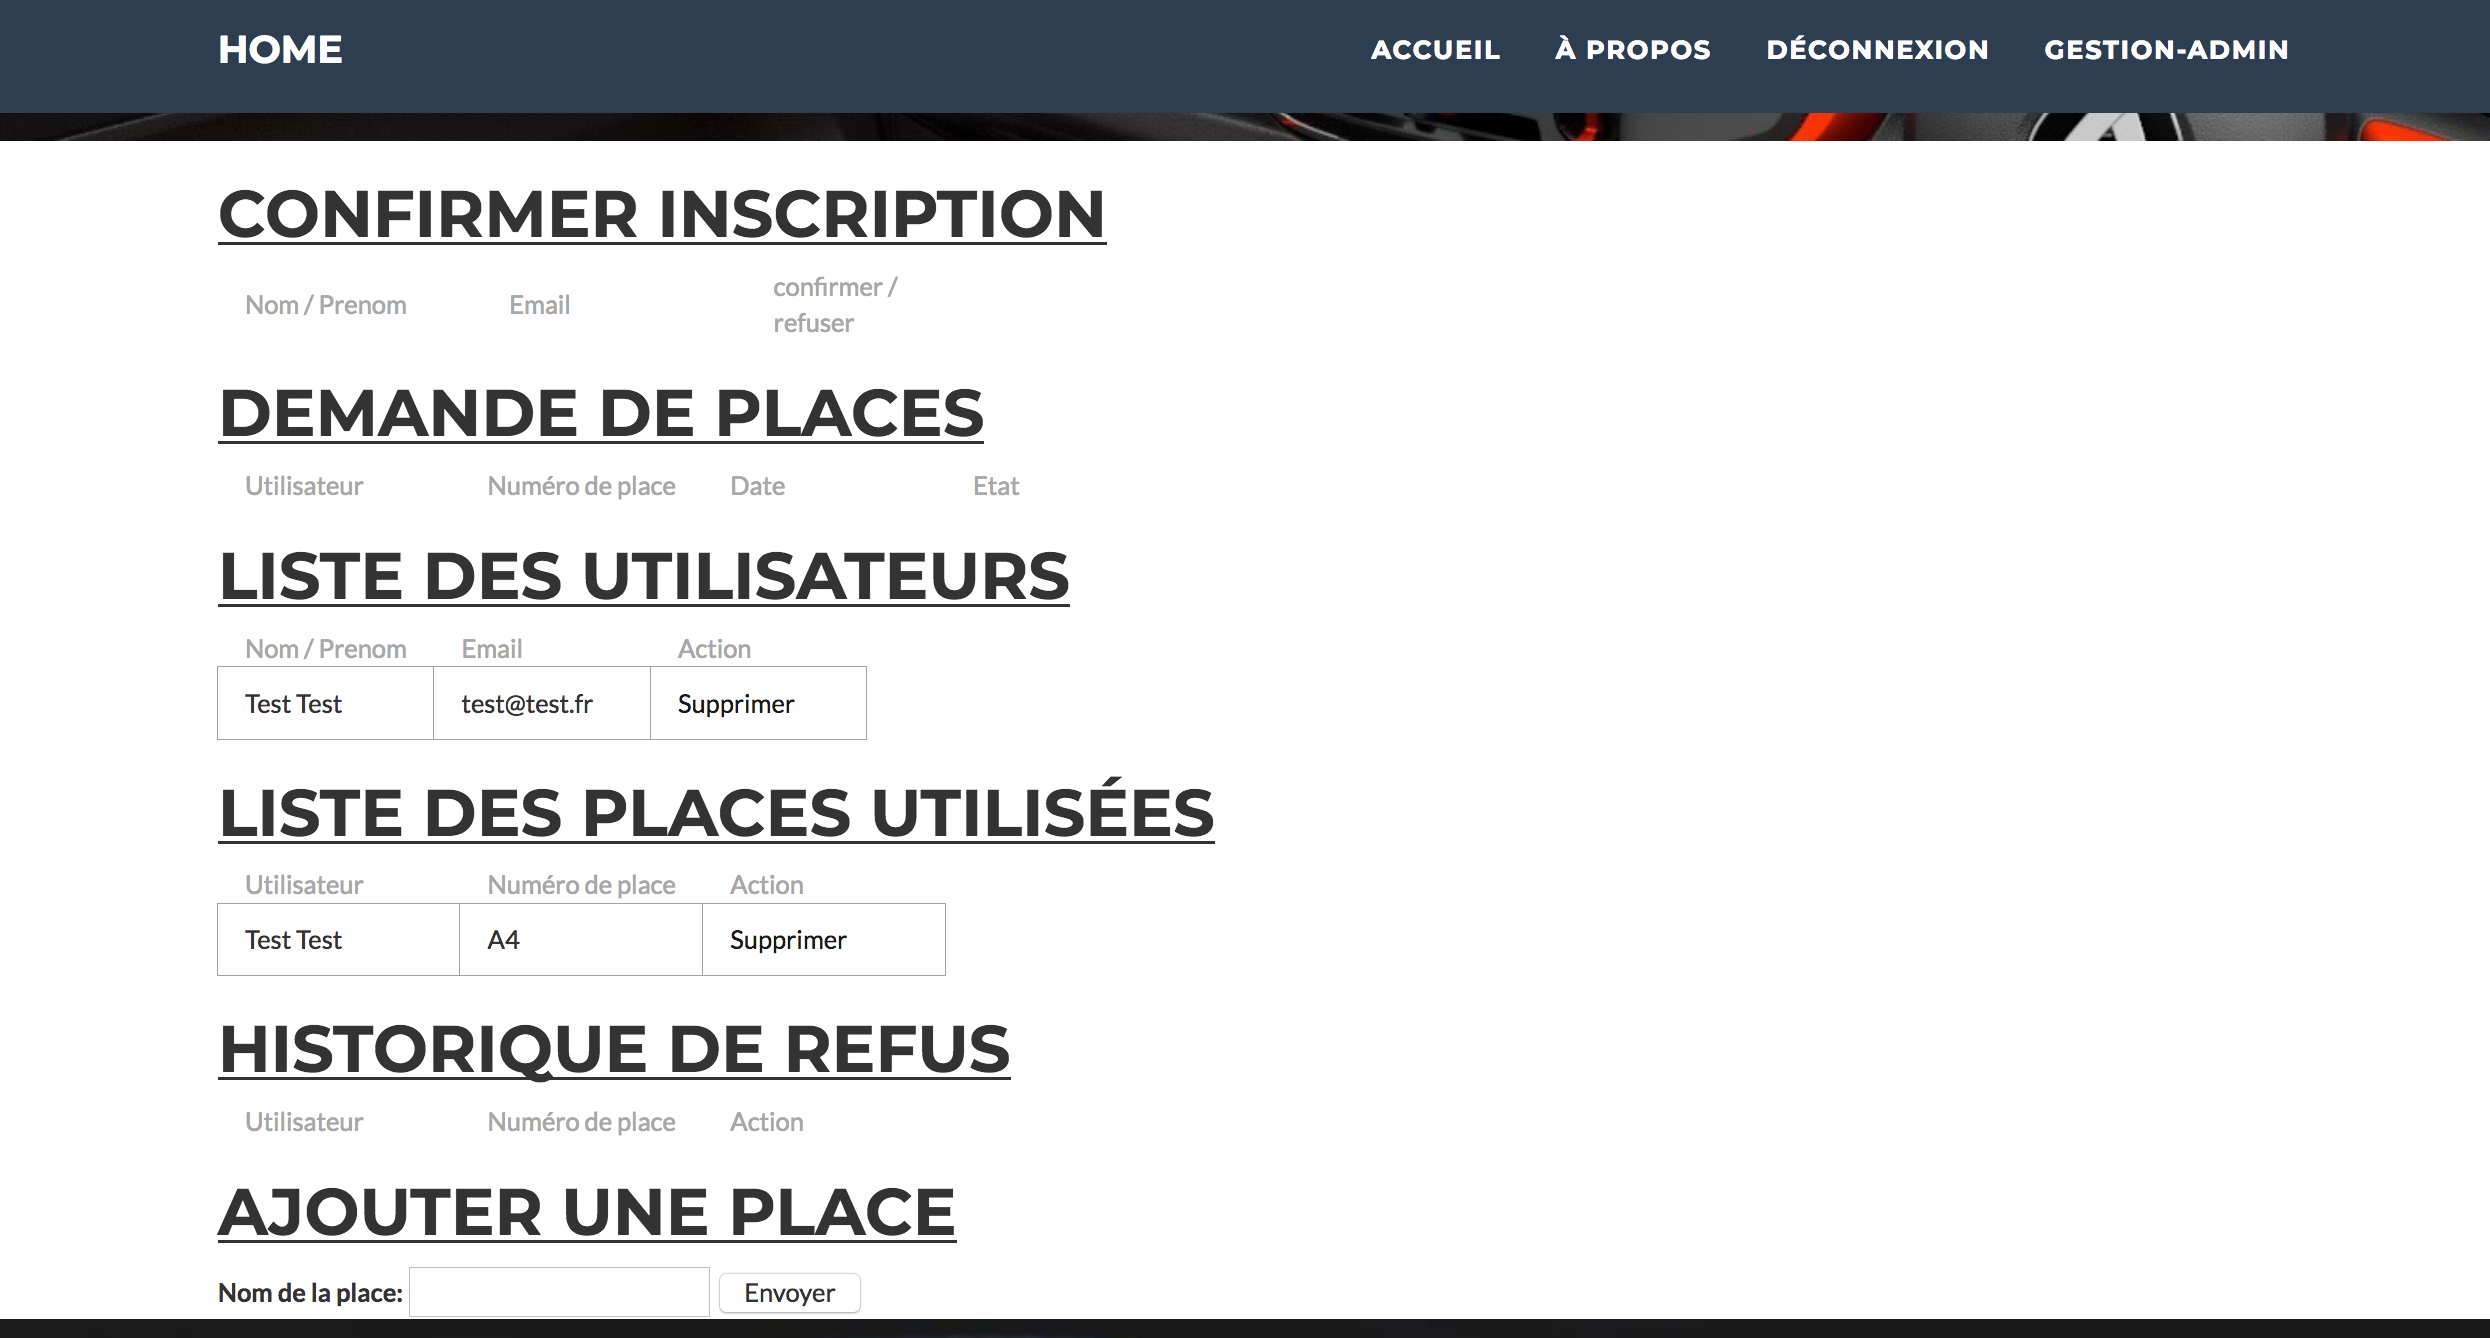 HOME ACCUEIL À PROPOS DÉCONNEXION GESTION-ADMIN
CONFIRMER INSCRIPTION
Nom / Prenom Email confirmer /
refuser
DEMANDE DE PLACES
Utilisateur Numéro de place Date Etat
LISTE DES UTILISATEURS
Nom / Prenom Email Action
Test Test test@test.fr Supprimer
LISTE DES PLACES UTILISÉES
Utilisateur Numéro de place Action
Test Test A4 Supprimer
HISTORIQUE DE REFUS
Utilisateur Numéro de place Action
AJOUTER UNE PLACE
Nom de la place: Envoyer